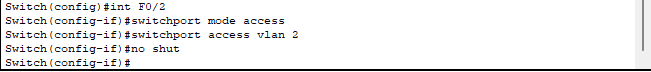 Switch(config)#int F0/2
Switch(config-if)#switchport mode access
Switch(config-if)#switchport access vlan 2
Switch(config-if)#no shut
Switch(config-if)#